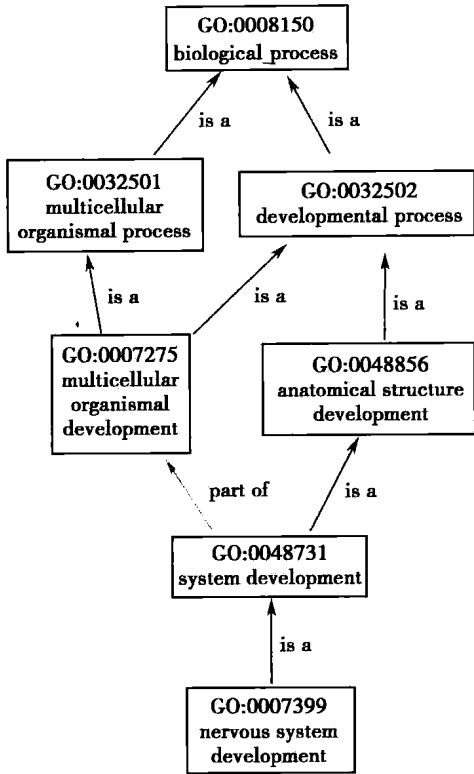 GO:0008150
biological_process
is a
is a
GO:0032501
multicellular
organismal process
GO:0032502
developmental process
is a
is a
is a
GO:0007275
multicellular
organismal
development
GO:0048856
anatomical structure
development
part of
is a
GO:0048731
system development
is a
GO:0007399
nervous system
development